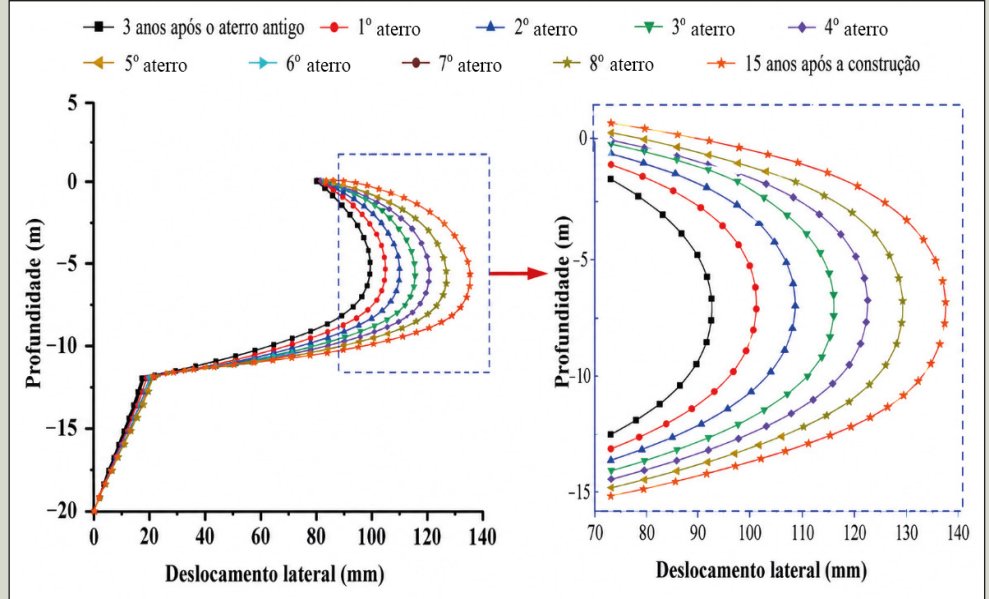 3 anos após o aterro antigo 1º aterro 2º aterro 3º aterro 4º aterro
5º aterro 6º aterro 7º aterro 8º aterro 15 anos após a construção
Profundidade (m)
5
0
−5
−10
−15
−20
0 20 40 60 80 100 120 140
Deslocamento lateral (mm)
Profundidade (m)
0
−5
−10
−15
70 80 90 100 110 120 130 140
Deslocamento lateral (mm)